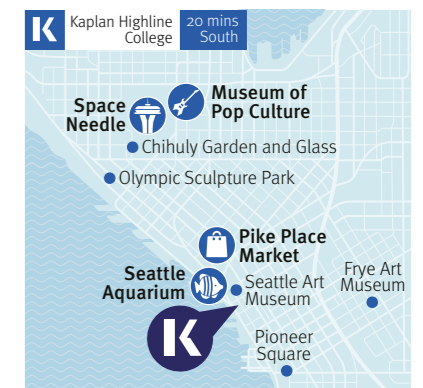 K
Kaplan Highline
College
20 mins
South
Space
Needle
Museum of
Pop Culture
Chihuly Garden and Glass
Olympic Sculpture Park
Pike Place
Market
Seattle
Aquarium
Seattle Art
Museum
Frye Art
Museum
K
Pioneer
Square